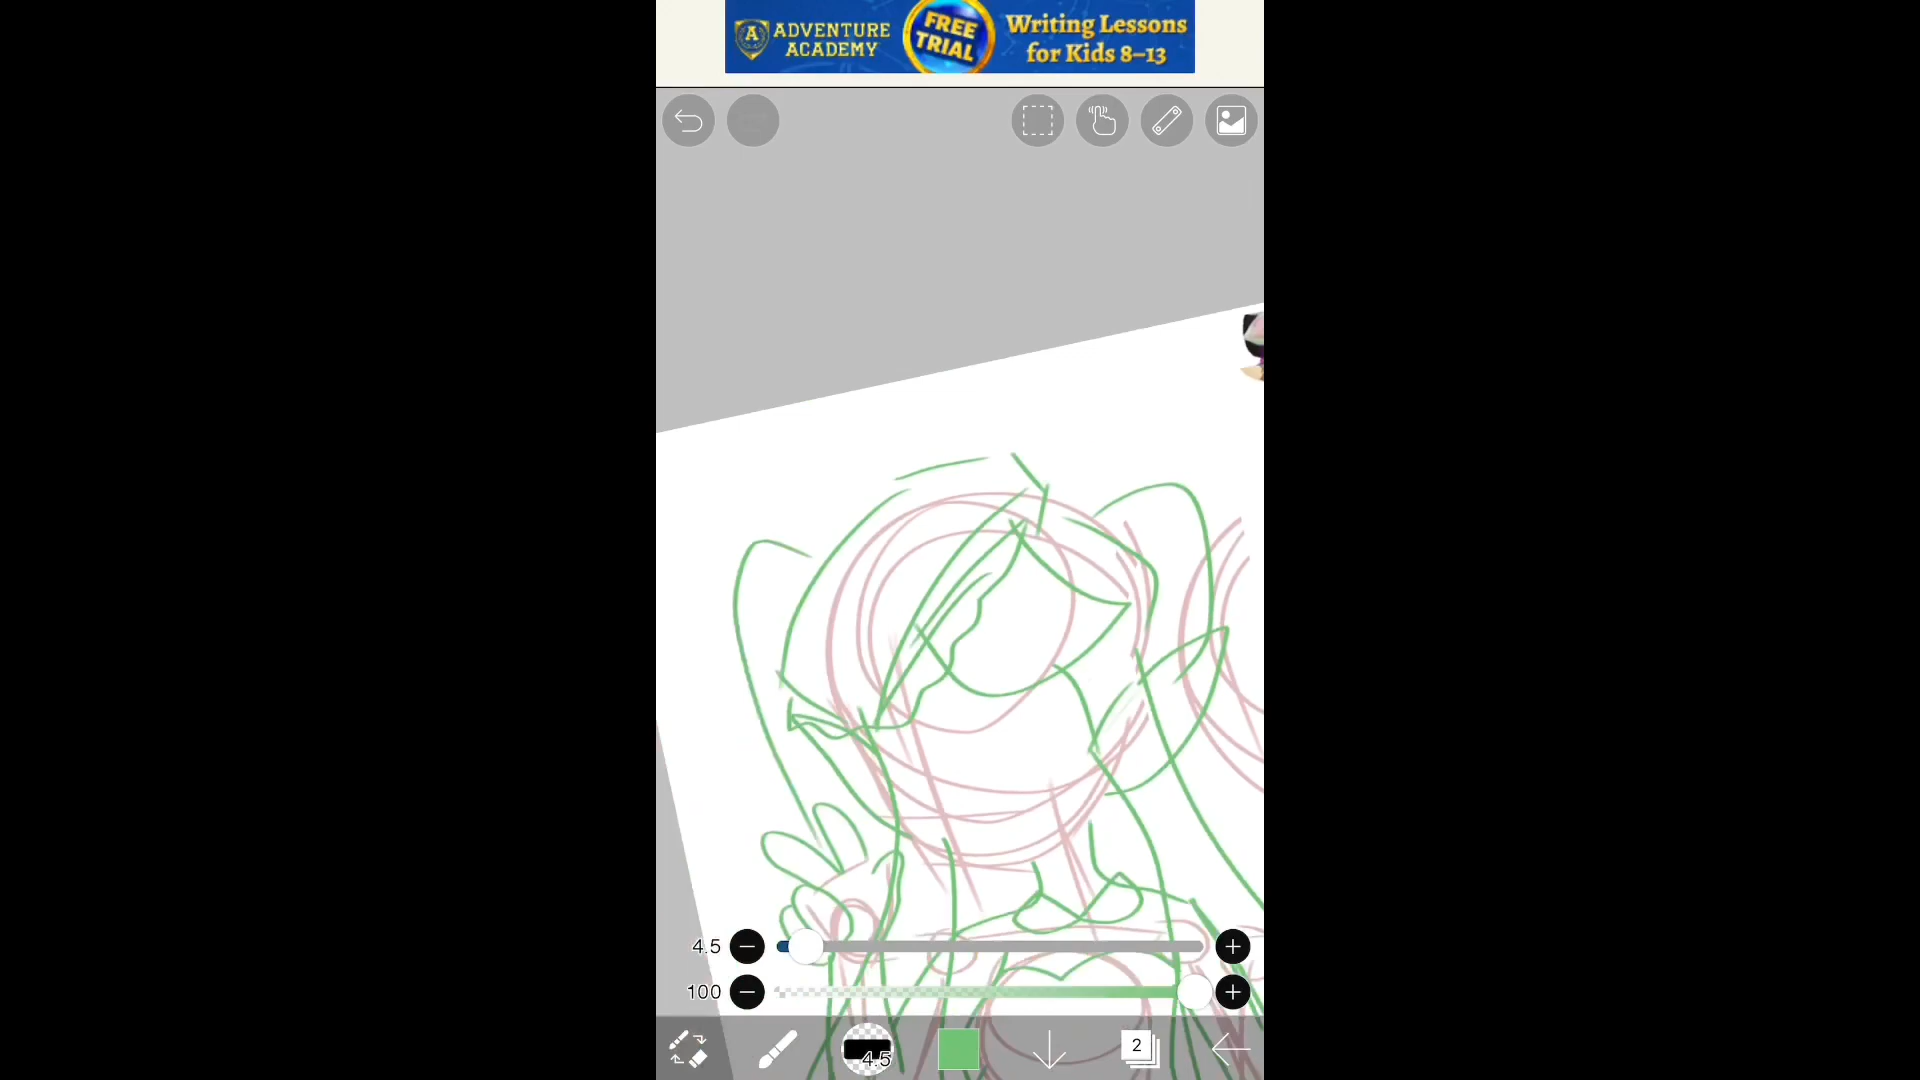 ADVENTURE
ACADEMY
A
FREE
TRIAL
Writing Lessons
for Kids 8–13
4.5
100
4.5
2